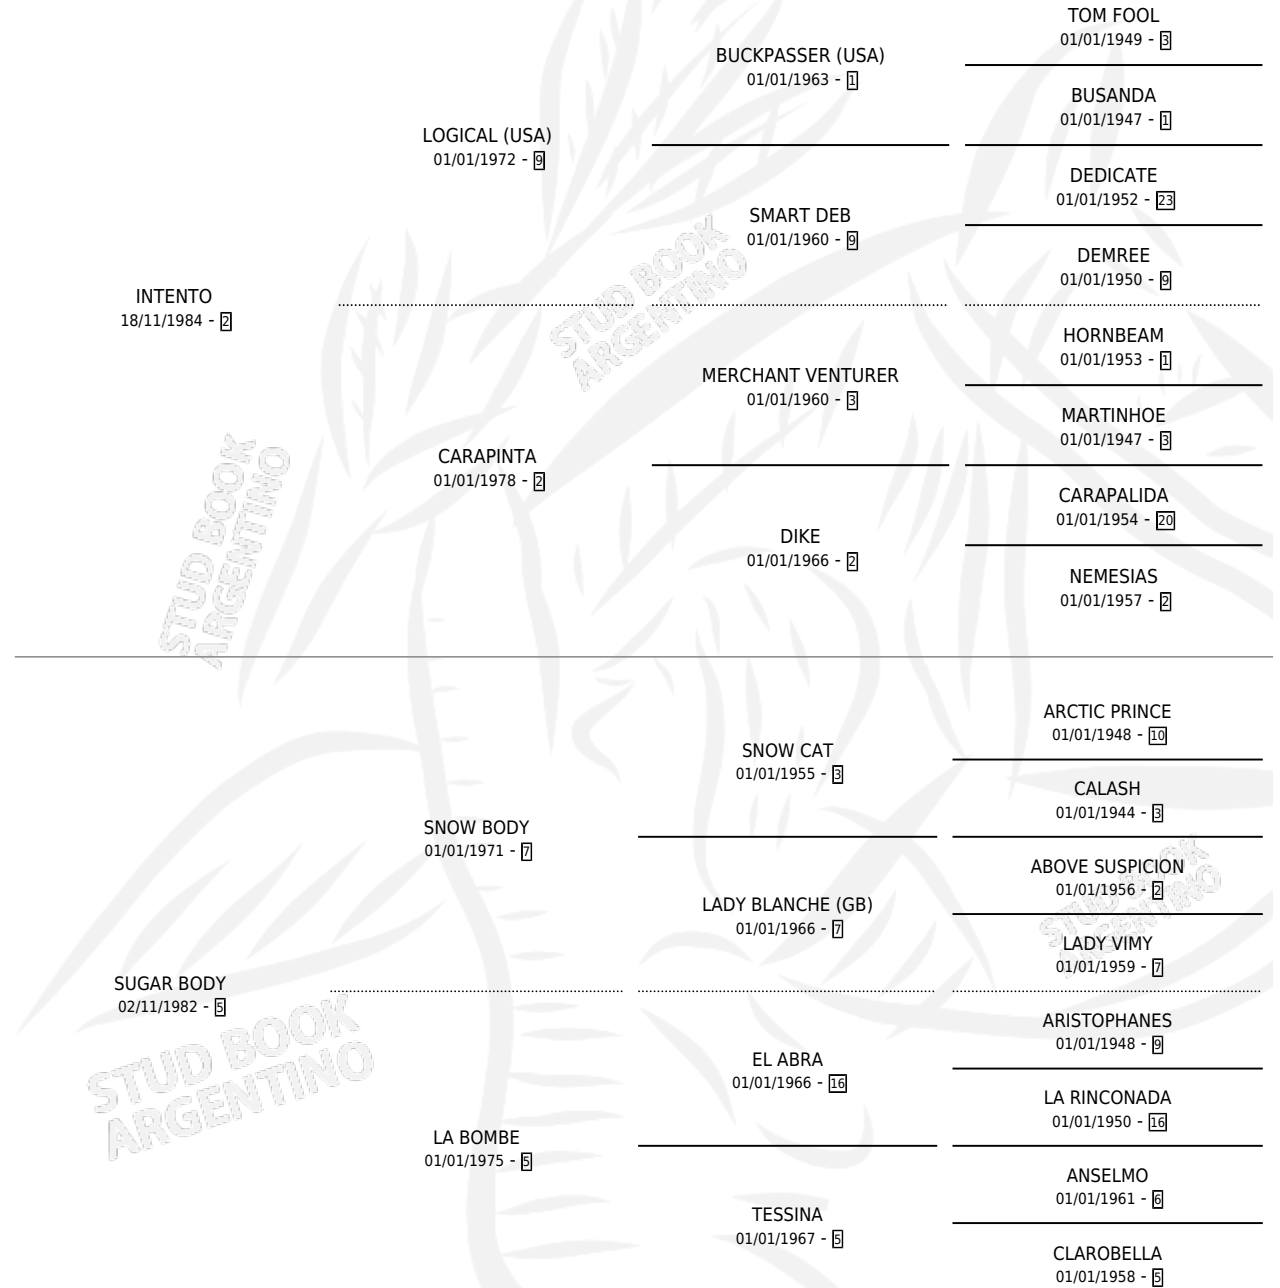 TOM FOOL
01/01/1949 - 3
BUCKPASSER (USA)
01/01/1963 - 1
BUSANDA
01/01/1947 - 1
LOGICAL (USA)
01/01/1972 - 9
DEDICATE
01/01/1952 - 23
SMART DEB
01/01/1960 - 9
DEMREE
01/01/1950 - 9
INTENTO
18/11/1984 - 2
HORNBEAM
01/01/1953 - 1
MERCHANT VENTURER
01/01/1960 - 3
MARTINHOE
01/01/1947 - 3
CARAPINTA
01/01/1978 - 2
CARAPALIDA
01/01/1954 - 20
DIKE
01/01/1966 - 2
NEMESIAS
01/01/1957 - 2
ARCTIC PRINCE
01/01/1948 - 10
SNOW CAT
01/01/1955 - 3
CALASH
01/01/1944 - 3
SNOW BODY
01/01/1971 - 7
ABOVE SUSPICION
01/01/1956 - 2
LADY BLANCHE (GB)
01/01/1966 - 7
LADY VIMY
01/01/1959 - 7
SUGAR BODY
02/11/1982 - 5
ARISTOPHANES
01/01/1948 - 9
EL ABRA
01/01/1966 - 16
LA RINCONADA
01/01/1950 - 16
LA BOMBE
01/01/1975 - 5
ANSELMO
01/01/1961 - 6
TESSINA
01/01/1967 - 5
CLAROBELLA
01/01/1958 - 5
STUD BOOK
ARGENTINO
STUD BOOK
ARGENTINO
STUD BOOK
ARGENTINO
STUD BOOK
ARGENTINO